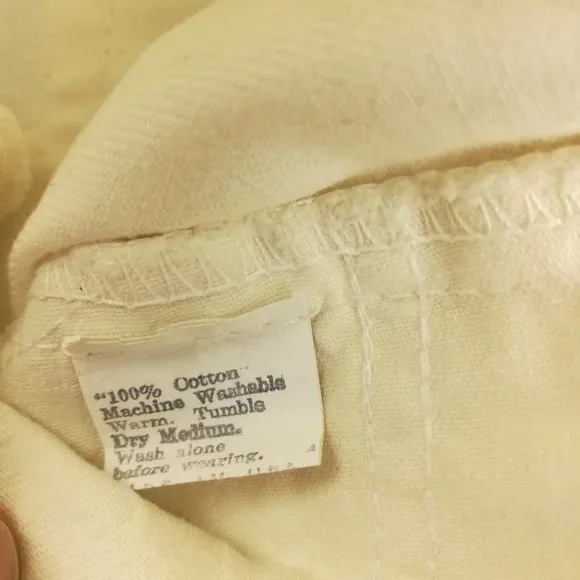 “100% Cotton
Machine Washable
Warm. Tumble
Dry Medium.
Wash alone
before wearing.